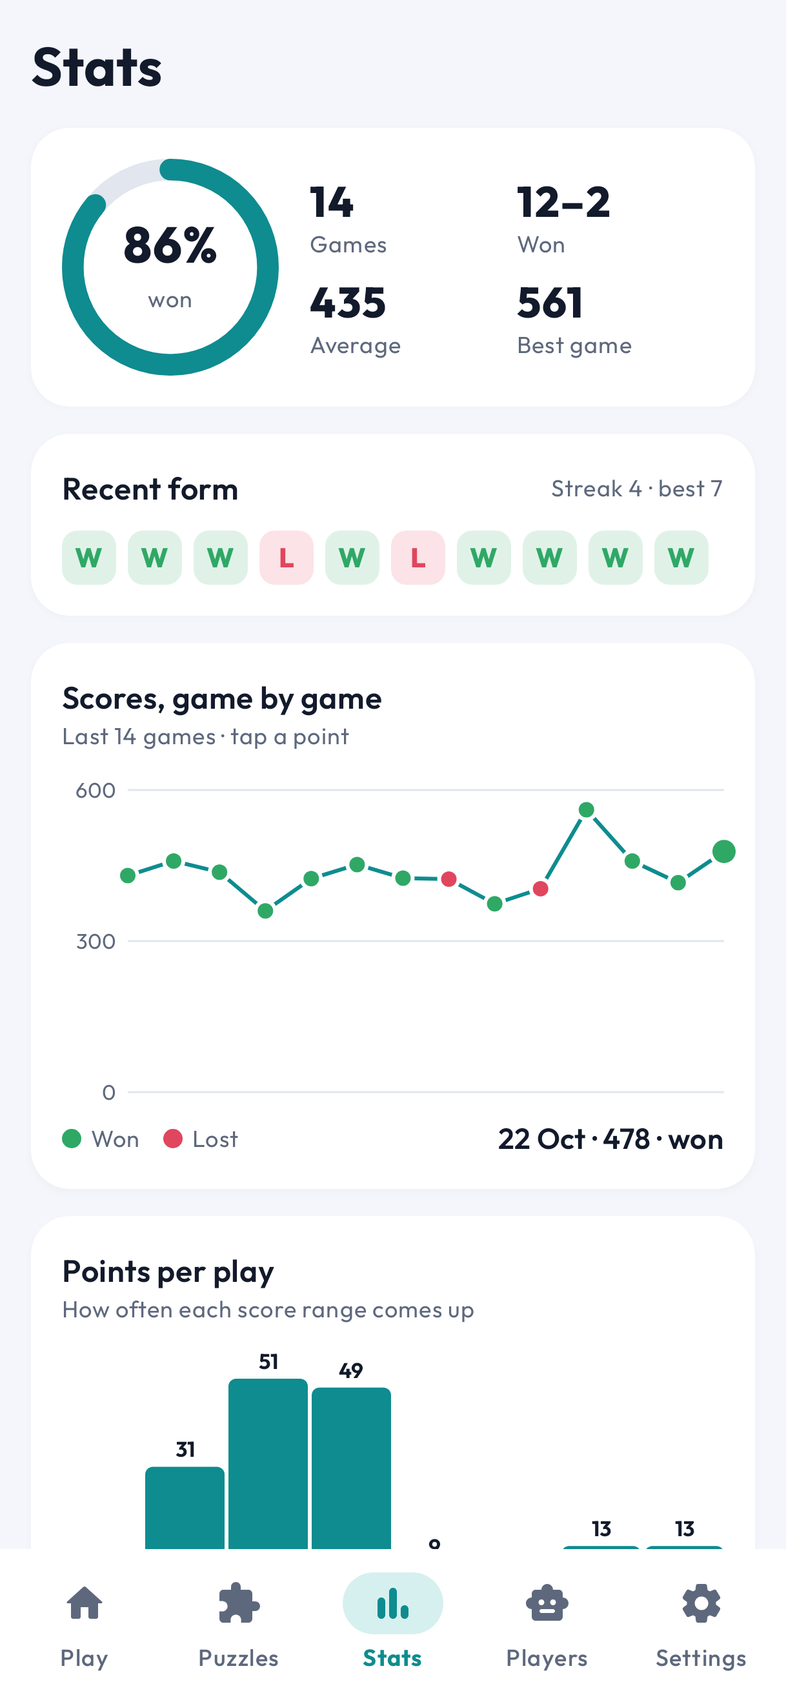 Stats
86%
won
14
Games
12–2
Won
435
Average
561
Best game
Recent form
Streak 4 · best 7
W W W L W L W W W W
Scores, game by game
Last 14 games · tap a point
600
300
0
Won
Lost
22 Oct · 478 · won
Points per play
How often each score range comes up
31
51
49
13
13
Play
Puzzles
Stats
Players
Settings